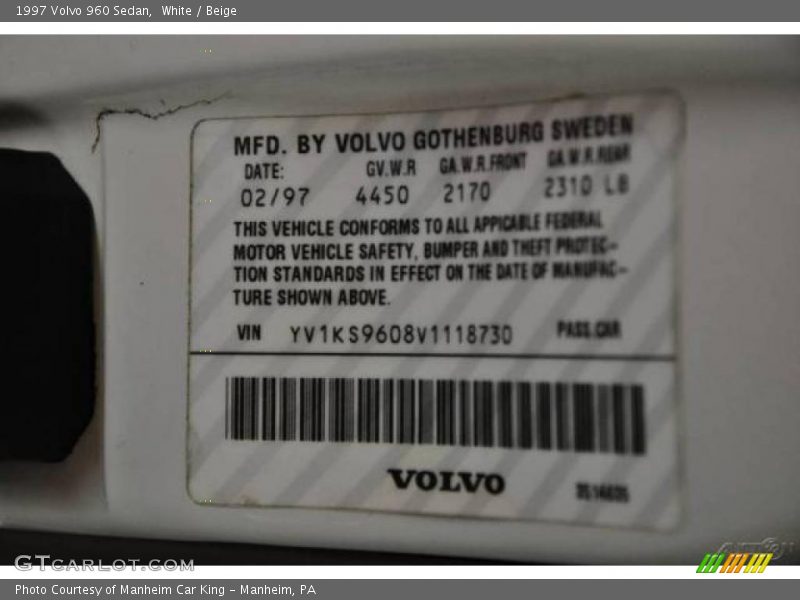 1997 Volvo 960 Sedan, White / Beige
MFD. BY VOLVO GOTHENBURG SWEDEN
DATE: GV.W.R GA.W.R.FRONT GA.W.R.REAR
02/97 4450 2170 2310 LB
THIS VEHICLE CONFORMS TO ALL APPICABLE FEDERAL
MOTOR VEHICLE SAFETY, BUMPER AND THEFT PROTEC-
TION STANDARDS IN EFFECT ON THE DATE OF MANUFAC-
TURE SHOWN ABOVE.
VIN YV1KS9608V1118730 PASS.CAR
VOLVO
GTCARLOT.COM
Photo Courtesy of Manheim Car King - Manheim, PA